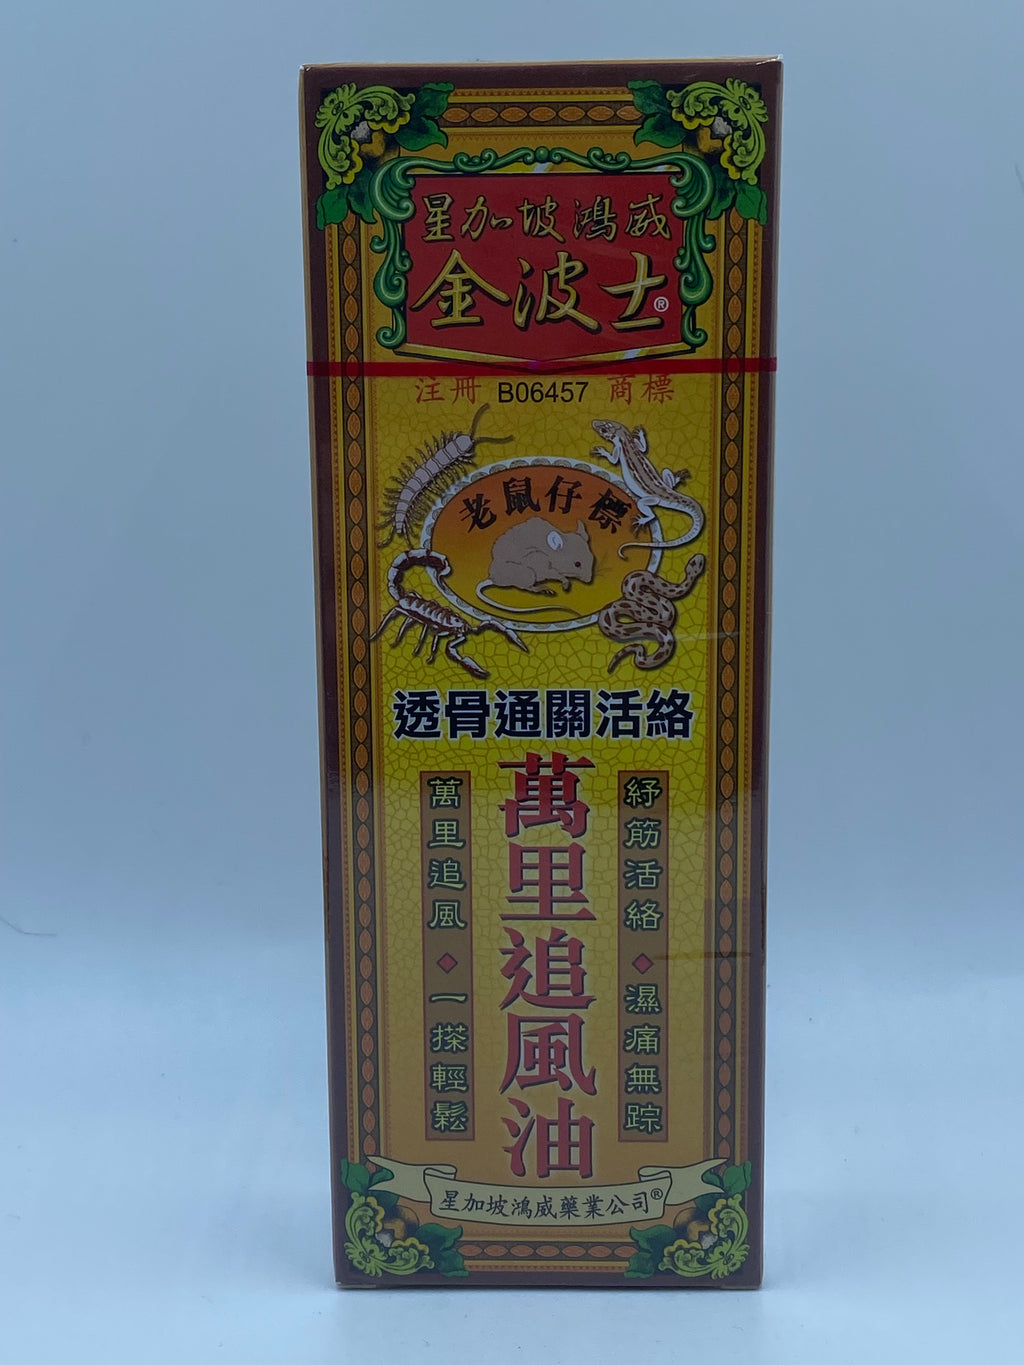 星加坡鴻威
金波士®
注冊 B06457 商標
老鼠仔標
透骨通關活絡
紓筋活絡◆濕痛無踪
萬里追風油
萬里追風◆一搽輕鬆
星加坡鴻威藥業公司®